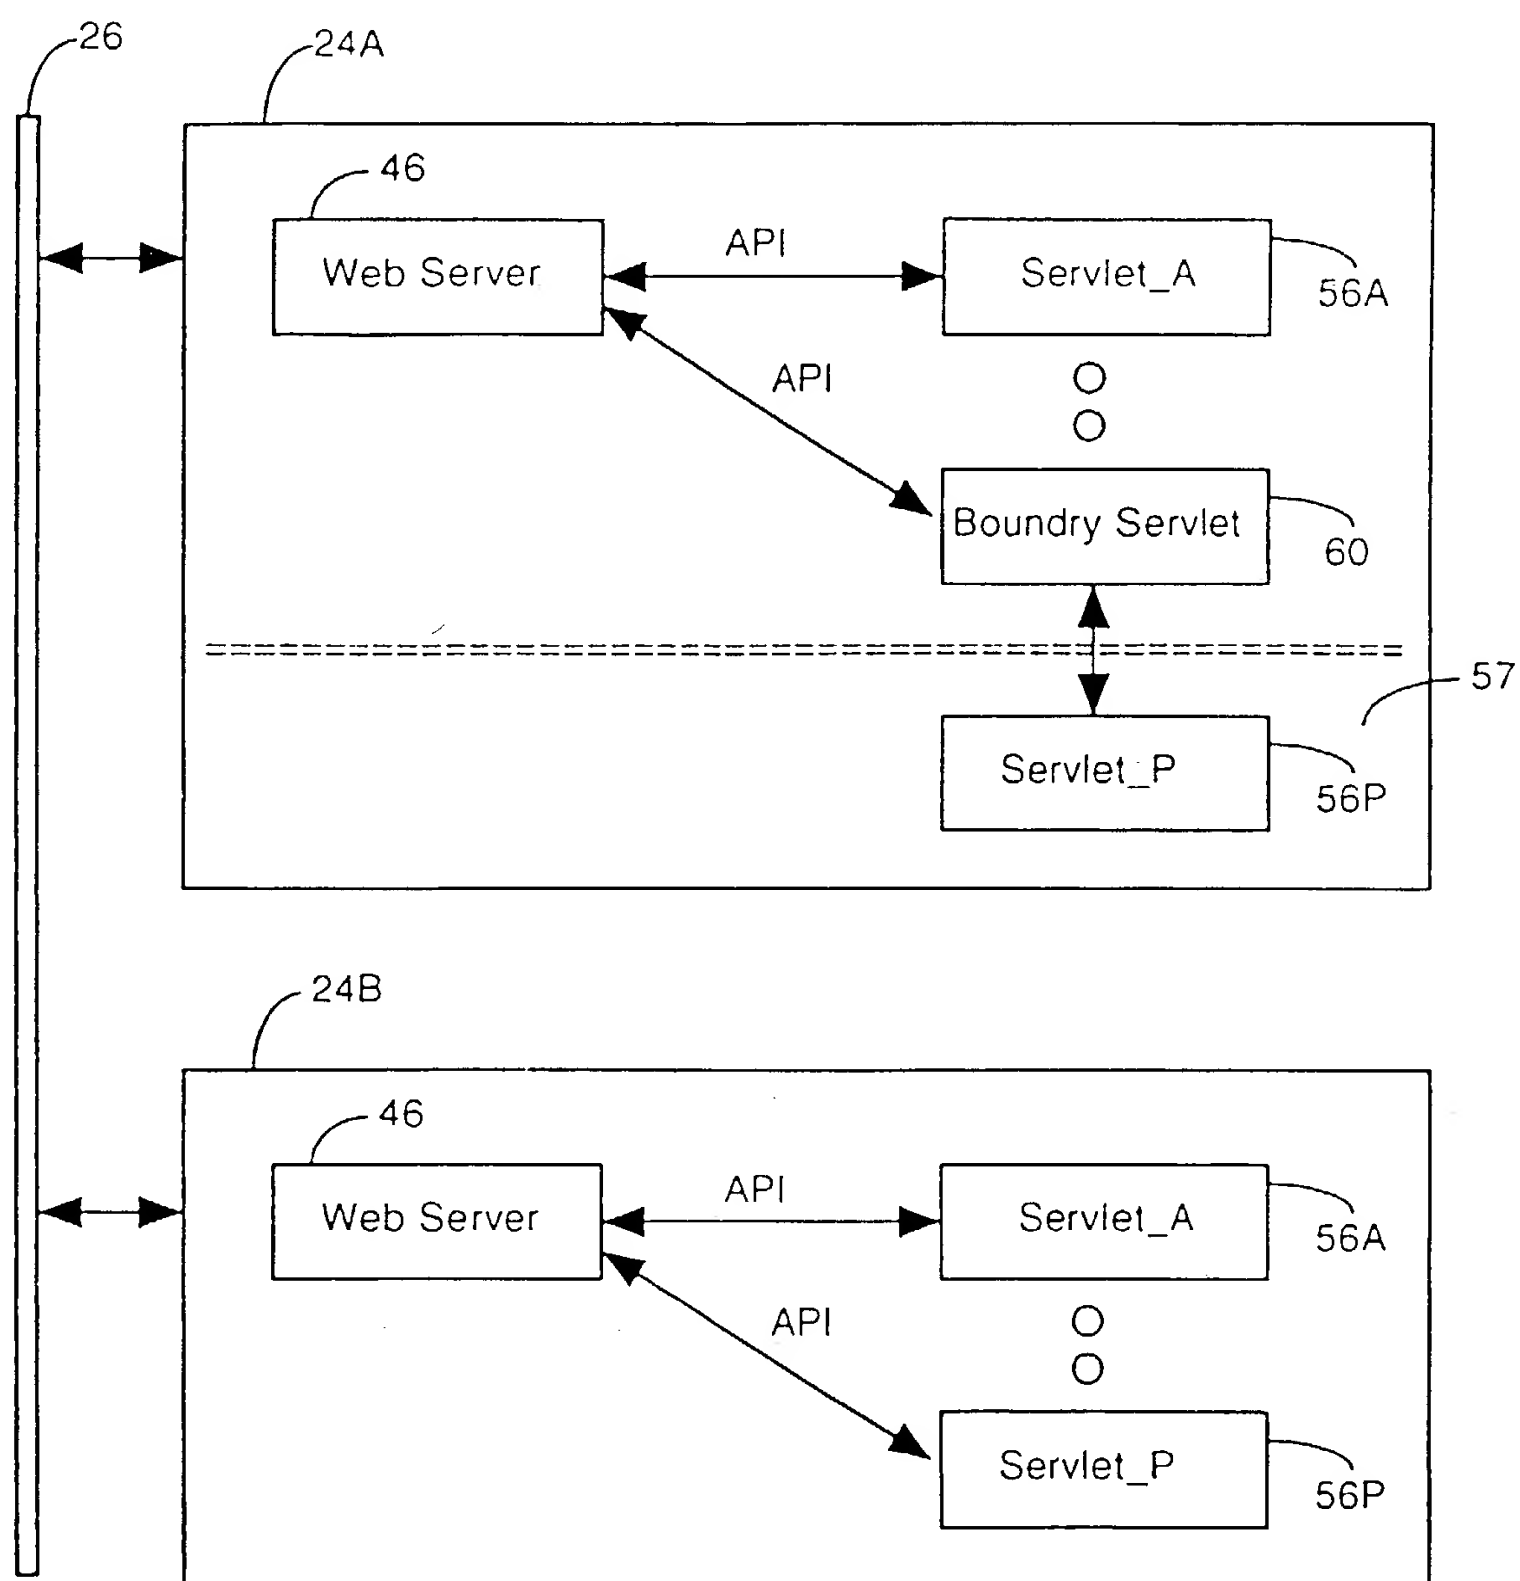 26
24A
46
API
Web Server
Servlet_A
56A
API
Boundry Servlet
60
57
Servlet_P
56P
24B
46
API
Web Server
Servlet_A
56A
API
Servlet_P
56P